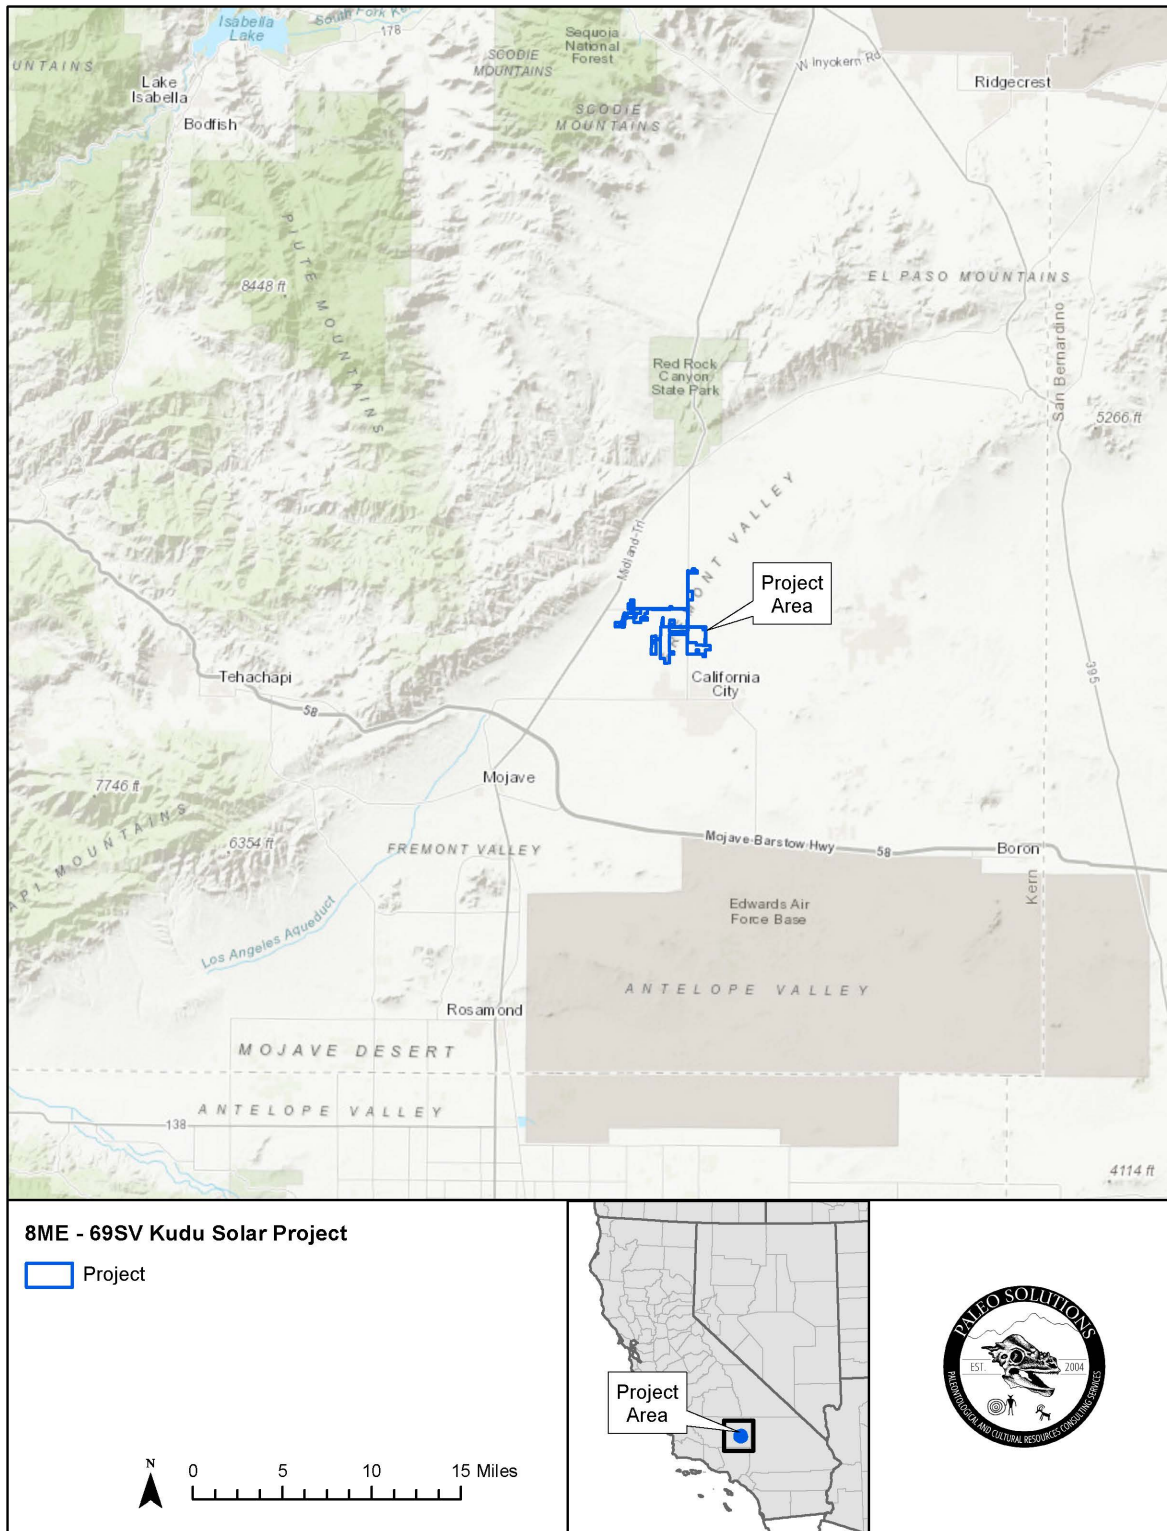 Isabella
Lake
South Fork Ke
178
Sequoia
National
Forest
W Inyokern Rd
Ridgecrest
UNTAINS
SCODIE
MOUNTAINS
Lake
Isabella
Bodfish
SCODIE
MOUNTAINS
PIUTE MOUNTAINS
8448 ft
EL PASO MOUNTAINS
San Bernardino
Red Rock
Canyon
State Park
5266 ft
Midland-Trl
MONT VALLEY
Project
Area
California
City
395
Tehachapi
58
Mojave
7746 ft
API MOUNTAINS
6354 ft
FREMONT VALLEY
Mojave-Barstow Hwy
58
Boron
Kern
Edwards Air
Force Base
Los Angeles Aqueduct
ANTELOPE VALLEY
Rosamond
MOJAVE DESERT
ANTELOPE VALLEY
138
4114 ft
8ME - 69SV Kudu Solar Project
Project
N
0 5 10 15 Miles
Project
Area
PALEO SOLUTIONS
EST. 2004
PALEONTOLOGICAL AND CULTURAL RESOURCES CONSULTING SERVICES